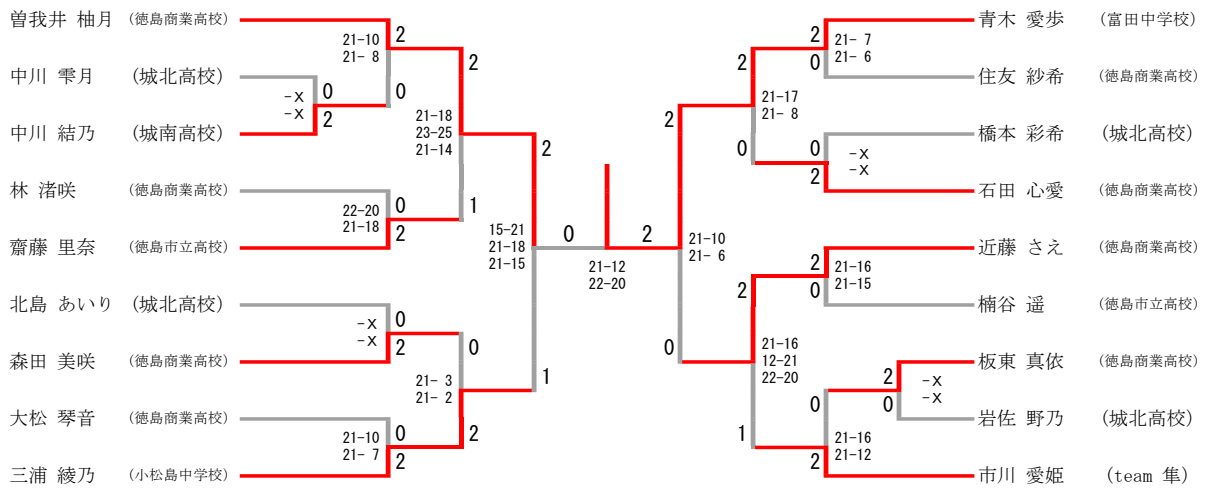 曽我井 柚月 (徳島商業高校)
中川 雫月 (城北高校)
中川 結乃 (城南高校)
林 渚咲 (徳島商業高校)
齋藤 里奈 (徳島市立高校)
北島 あいり (城北高校)
森田 美咲 (徳島商業高校)
大松 琴音 (徳島商業高校)
三浦 綾乃 (小松島中学校)
2
21-10
21- 8
0
0
-X
-X
2
2
21-18
23-25
21-14
1
0
22-20
21-18
2
2
15-21
21-18
21-15
1
0
-X
-X
2
0
21- 3
21- 2
2
0
21-10
21- 7
2
0
2
21-12
22-20
2
21-10
21- 6
0
2
21-17
21- 8
0
2
21- 7
21- 6
0
0
-X
-X
2
2
21-16
12-21
22-20
1
2
21-16
21-15
0
2
-X
-X
0
0
21-16
21-12
2
青木 愛歩 (富田中学校)
住友 紗希 (徳島商業高校)
橋本 彩希 (城北高校)
石田 心愛 (徳島商業高校)
近藤 さえ (徳島商業高校)
楠谷 遥 (徳島市立高校)
板東 真依 (徳島商業高校)
岩佐 野乃 (城北高校)
市川 愛姫 (team 隼)